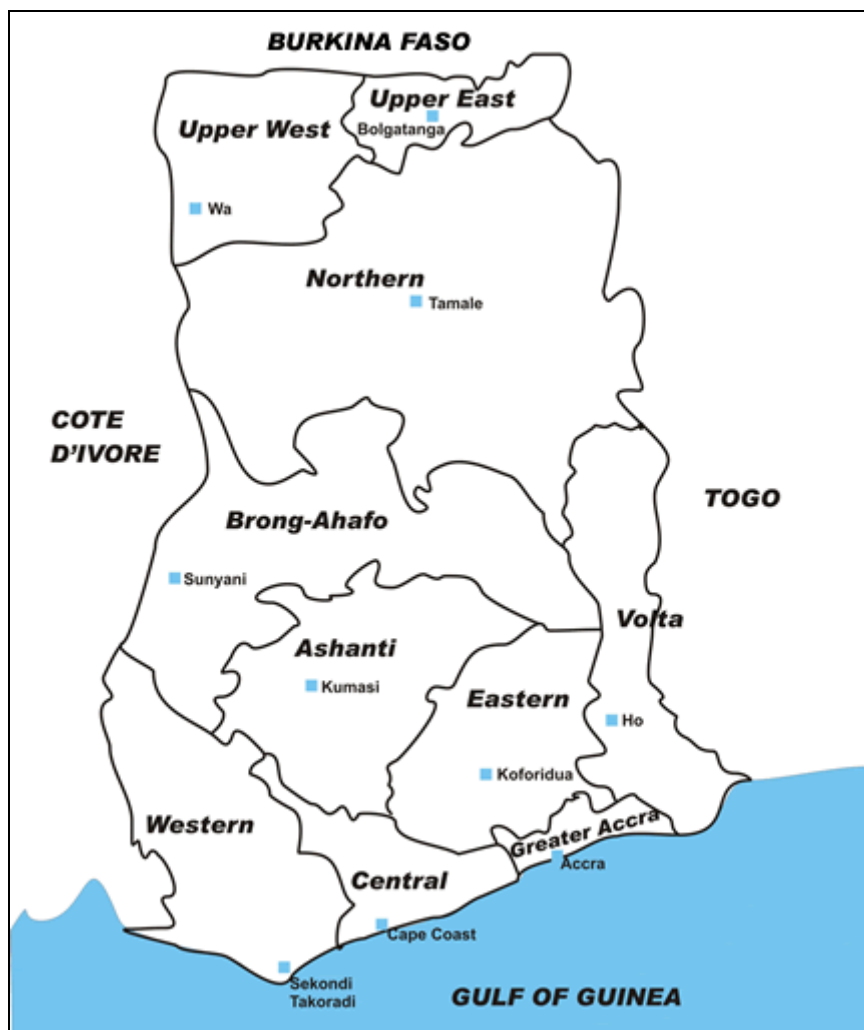 BURKINA FASO
Upper East
Bolgatanga
Upper West
Wa
Northern
Tamale
COTE
D'IVORE
TOGO
Brong-Ahafo
Sunyani
Volta
Ashanti
Kumasi
Eastern
Ho
Koforidua
Western
Greater Accra
Accra
Central
Cape Coast
Sekondi
Takoradi
GULF OF GUINEA